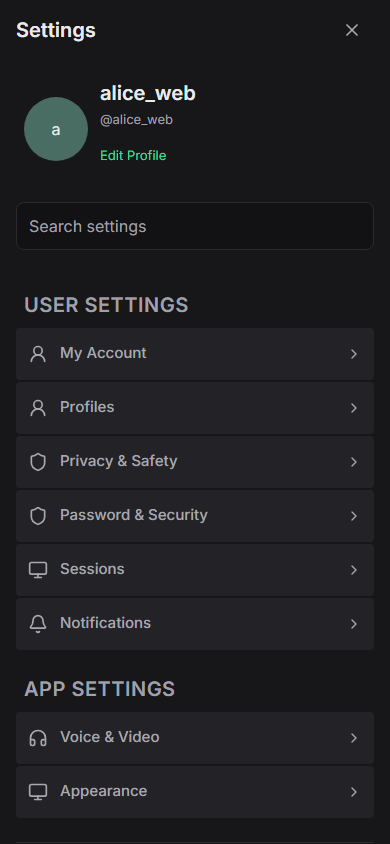 Settings
a
alice_web
@alice_web
Edit Profile
Search settings
USER SETTINGS
My Account
Profiles
Privacy & Safety
Password & Security
Sessions
Notifications
APP SETTINGS
Voice & Video
Appearance